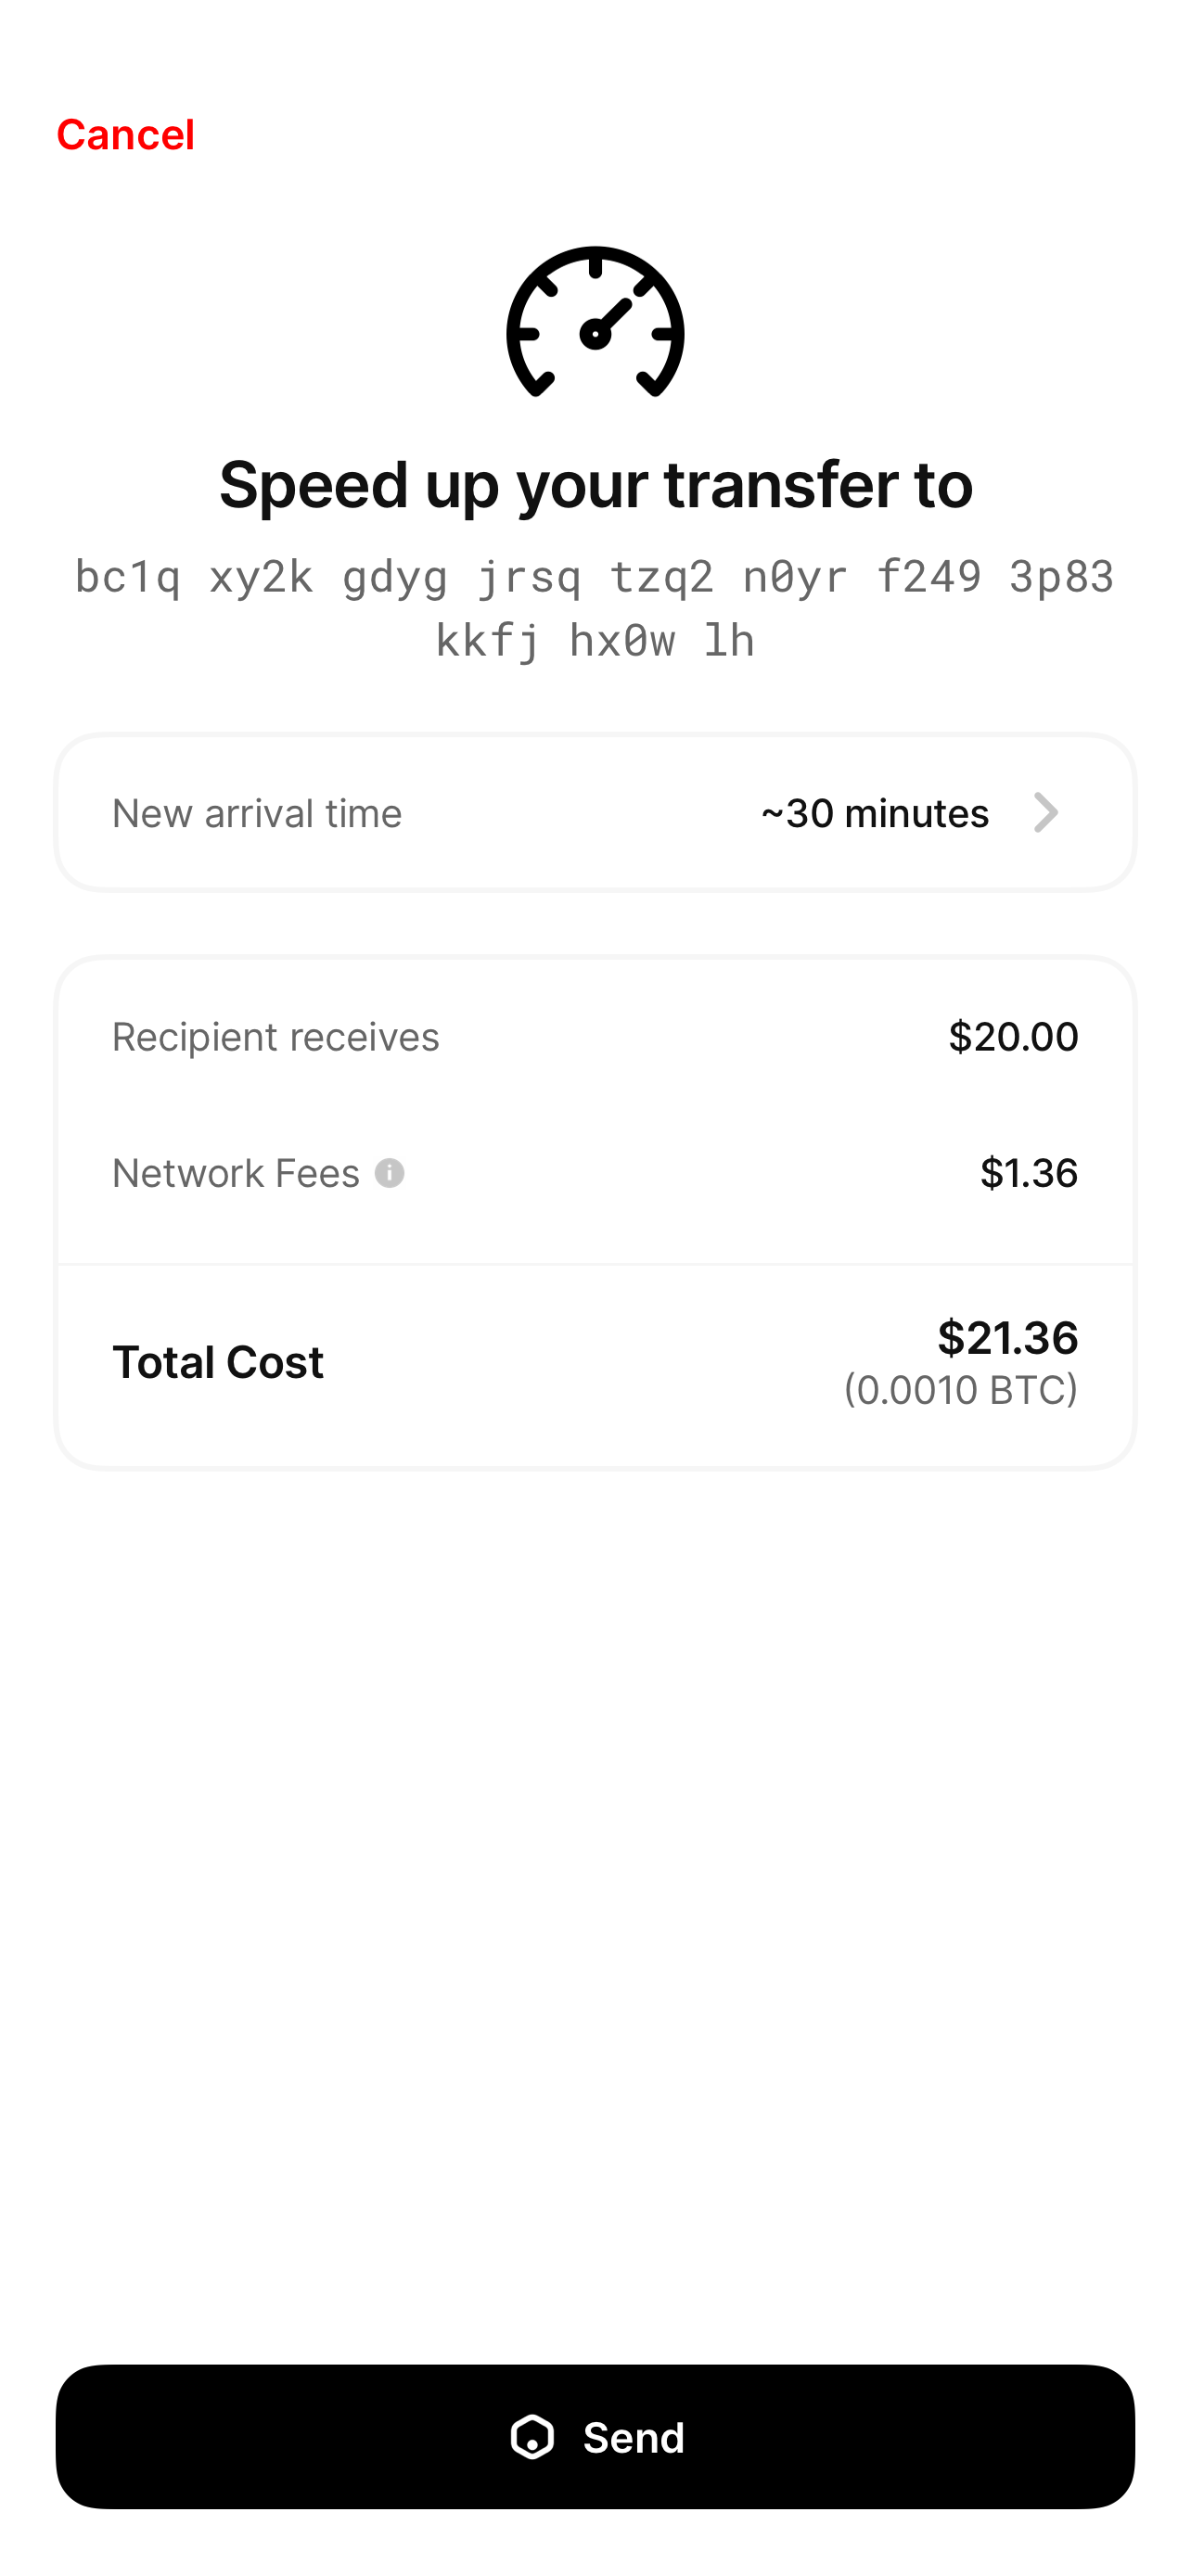 Cancel
Speed up your transfer to
bc1q xy2k gdyg jrsq tzq2 n0yr f249 3p83
kkfj hx0w lh
New arrival time ~30 minutes
Recipient receives $20.00
Network Fees $1.36
Total Cost $21.36
(0.0010 BTC)
Send